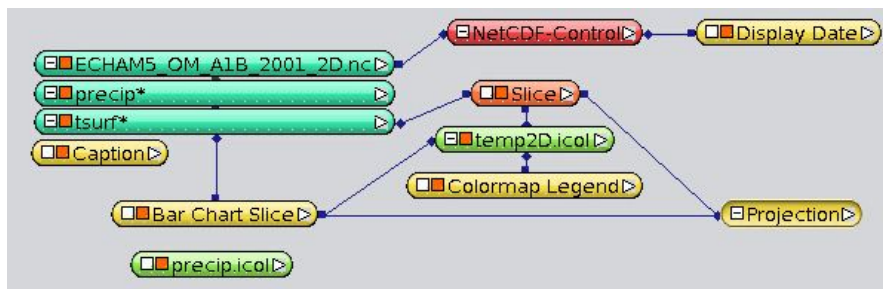 NetCDF-Control
Display Date
ECHAM5_OM_A1B_2001_2D.nc
precip*
Slice
tsurf*
temp2D.icol
Caption
Colormap Legend
Bar Chart Slice
Projection
precip.icol